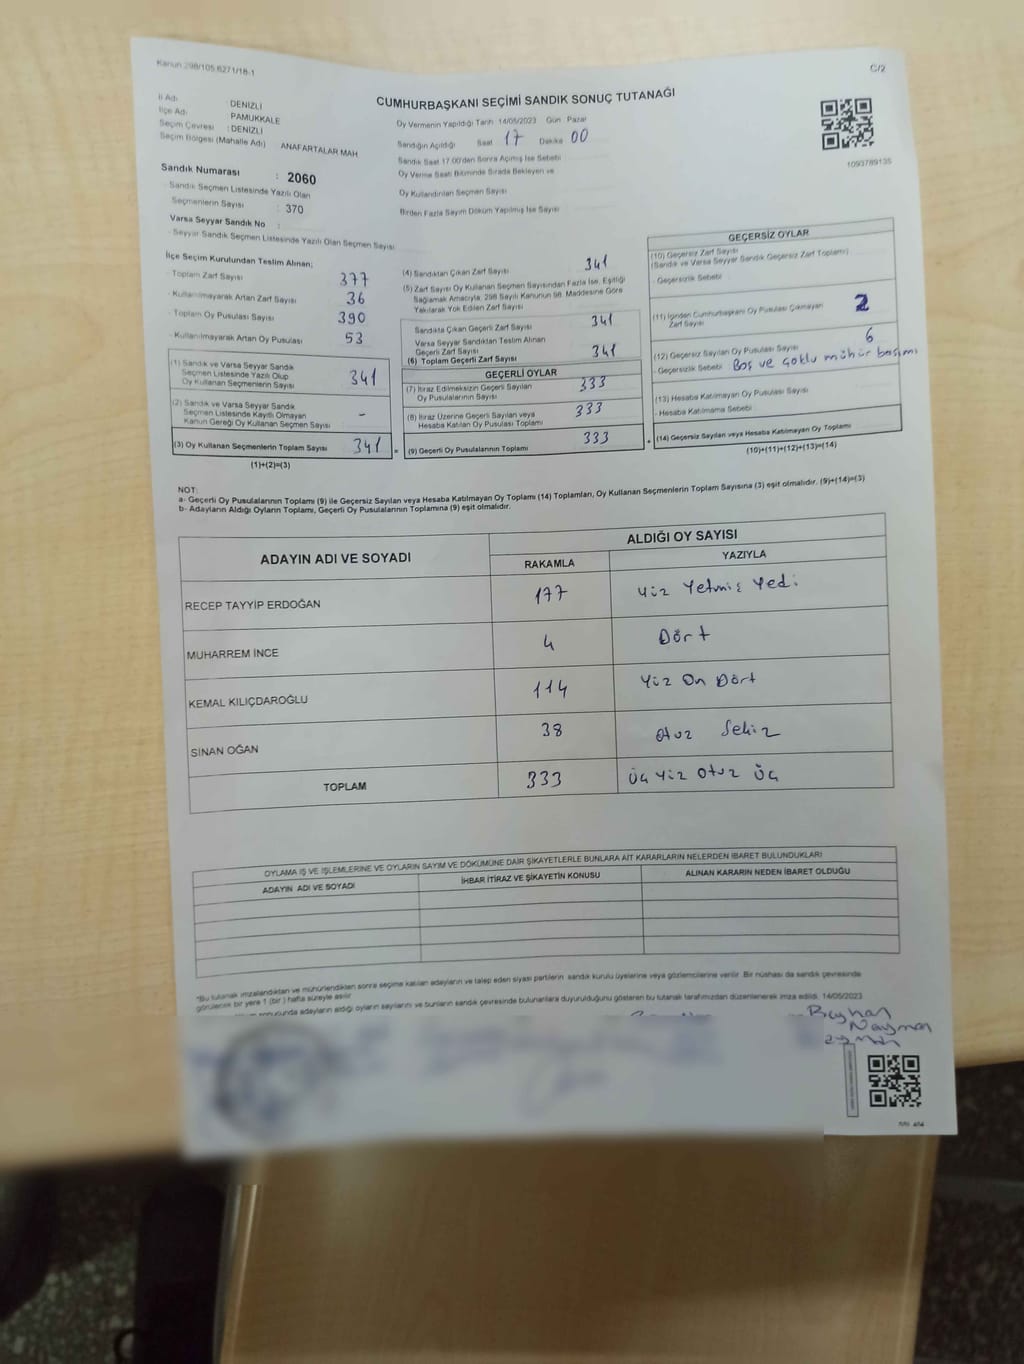 Kanun 298/105,6271/18-1
C/2
CUMHURBAŞKANI SEÇİMİ SANDIK SONUÇ TUTANAĞI
İl Adı DENİZLİ
İlçe Adı PAMUKKALE
Seçim Çevresi : DENİZLİ
Seçim Bölgesi (Mahalle Adı) ANAFARTALAR MAH
Sandık Numarası : 2060
Sandık Seçmen Listesinde Yazılı Olan
Seçmenlerin Sayısı : 370
Varsa Seyyar Sandık No :
Seyyar Sandık Seçmen Listesinde Yazılı Olan Seçmen Sayısı
Oy Vermenin Yapıldığı Tarih 14/05/2023 Gün Pazar
Sandığın Açıldığı Saat 17 Dakika 00
Sandık Saat 17.00'den Sonra Açılmış İse Sebebi
Oy Verme Saati Bitiminde Sırada Bekleyen ve
Oy Kullandırılan Seçmen Sayısı
Birden Fazla Sayım Döküm Yapılmış İse Sayısı
1093789135
İlçe Seçim Kurulundan Teslim Alınan;
Toplam Zarf Sayısı 377
Kullanılmayarak Artan Zarf Sayısı 36
Toplam Oy Pusulası Sayısı 390
Kullanılmayarak Artan Oy Pusulası 53
(1) Sandık ve Varsa Seyyar Sandık
Seçmen Listesinde Yazılı Olup
Oy Kullanan Seçmenlerin Sayısı 341
(2) Sandık ve Varsa Seyyar Sandık
Seçmen Listesinde Kayıtlı Olmayan
Kanun Gereği Oy Kullanan Seçmen Sayısı -
(3) Oy Kullanan Seçmenlerin Toplam Sayısı 341 =
(1)+(2)=(3)
(4) Sandıktan Çıkan Zarf Sayısı 341
(5) Zarf Sayısı Oy Kullanan Seçmen Sayısından Fazla İse, Eşitliği
Sağlamak Amacıyla, 298 Sayılı Kanunun 98. Maddesine Göre
Yakılarak Yok Edilen Zarf Sayısı
Sandıkta Çıkan Geçerli Zarf Sayısı 341
Varsa Seyyar Sandıktan Teslim Alınan
Geçerli Zarf Sayısı
(6) Toplam Geçerli Zarf Sayısı 341
GEÇERLİ OYLAR
(7) İtiraz Edilmeksizin Geçerli Sayılan
Oy Pusulalarının Sayısı 333
(8) İtiraz Üzerine Geçerli Sayılan veya
Hesaba Katılan Oy Pusulası Toplamı 333
(9) Geçerli Oy Pusulalarının Toplamı 333 +
GEÇERSİZ OYLAR
(10) Geçersiz Zarf Sayısı
(Sandık ve Varsa Seyyar Sandık Geçersiz Zarf Toplamı)
Geçersizlik Sebebi
(11) İçinden Cumhurbaşkanı Oy Pusulası Çıkmayan
Zarf Sayısı 2
(12) Geçersiz Sayılan Oy Pusulası Sayısı 6
Geçersizlik Sebebi Boş ve çoklu mühür basımı
(13) Hesaba Katılmayan Oy Pusulası Sayısı
Hesaba Katılmama Sebebi
(14) Geçersiz Sayılan veya Hesaba Katılmayan Oy Toplamı
(10)+(11)+(12)+(13)=(14)
NOT:
a- Geçerli Oy Pusulalarının Toplamı (9) ile Geçersiz Sayılan veya Hesaba Katılmayan Oy Toplamı (14) Toplamları, Oy Kullanan Seçmenlerin Toplam Sayısına (3) eşit olmalıdır. (9)+(14)=(3)
b- Adayların Aldığı Oyların Toplamı, Geçerli Oy Pusulalarının Toplamına (9) eşit olmalıdır.
ADAYIN ADI VE SOYADI
ALDIĞI OY SAYISI
RAKAMLA YAZIYLA
RECEP TAYYİP ERDOĞAN 177 Yüz Yetmiş Yedi
MUHARREM İNCE 4 Dört
KEMAL KILIÇDAROĞLU 114 Yüz On Dört
SİNAN OĞAN 38 Otuz Sekiz
TOPLAM 333 Üç Yüz Otuz Üç
OYLAMA İŞ VE İŞLEMLERİNE VE OYLARIN SAYIM VE DÖKÜMÜNE DAİR ŞİKAYETLERLE BUNLARA AİT KARARLARIN NELERDEN İBARET BULUNDUKLARI
ADAYIN ADI VE SOYADI İHBAR İTİRAZ VE ŞİKAYETİN KONUSU ALINAN KARARIN NEDEN İBARET OLDUĞU
*Bu tutanak imzalandıktan ve mühürlendikten sonra seçime katılan adayların ve talep eden siyasi partilerin sandık kurulu üyelerine veya gözlemcilerine verilir. Bir nüshası da sandık çevresinde
görülecek bir yere 1 (bir) hafta süreyle asılır.
sonucunda adayların aldığı oyların sayılarını ve bunların sandık çevresinde bulunanlara duyurulduğunu gösteren bu tutanak tarafımızdan düzenlenerek imza edildi. 14/05/2023
Beyhan
Nayman